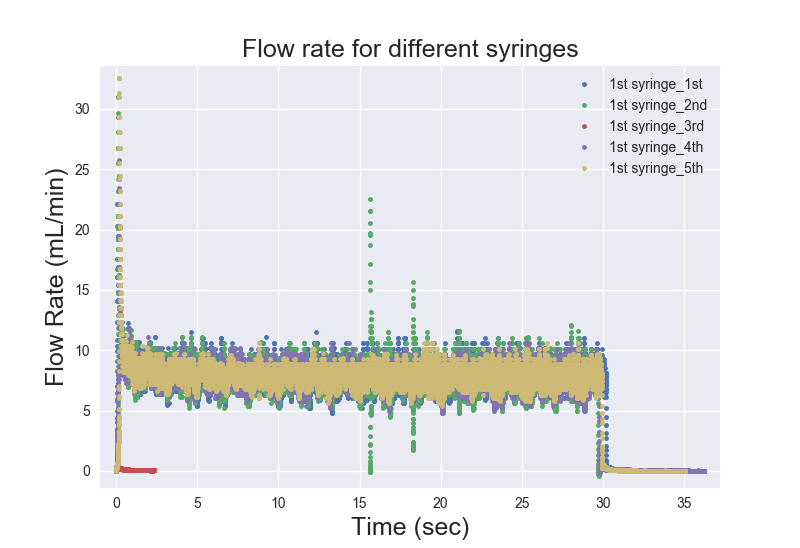 Flow rate for different syringes
1st syringe_1st
1st syringe_2nd
1st syringe_3rd
1st syringe_4th
1st syringe_5th
30
25
20
15
10
5
0
Flow Rate (mL/min)
0 5 10 15 20 25 30 35
Time (sec)